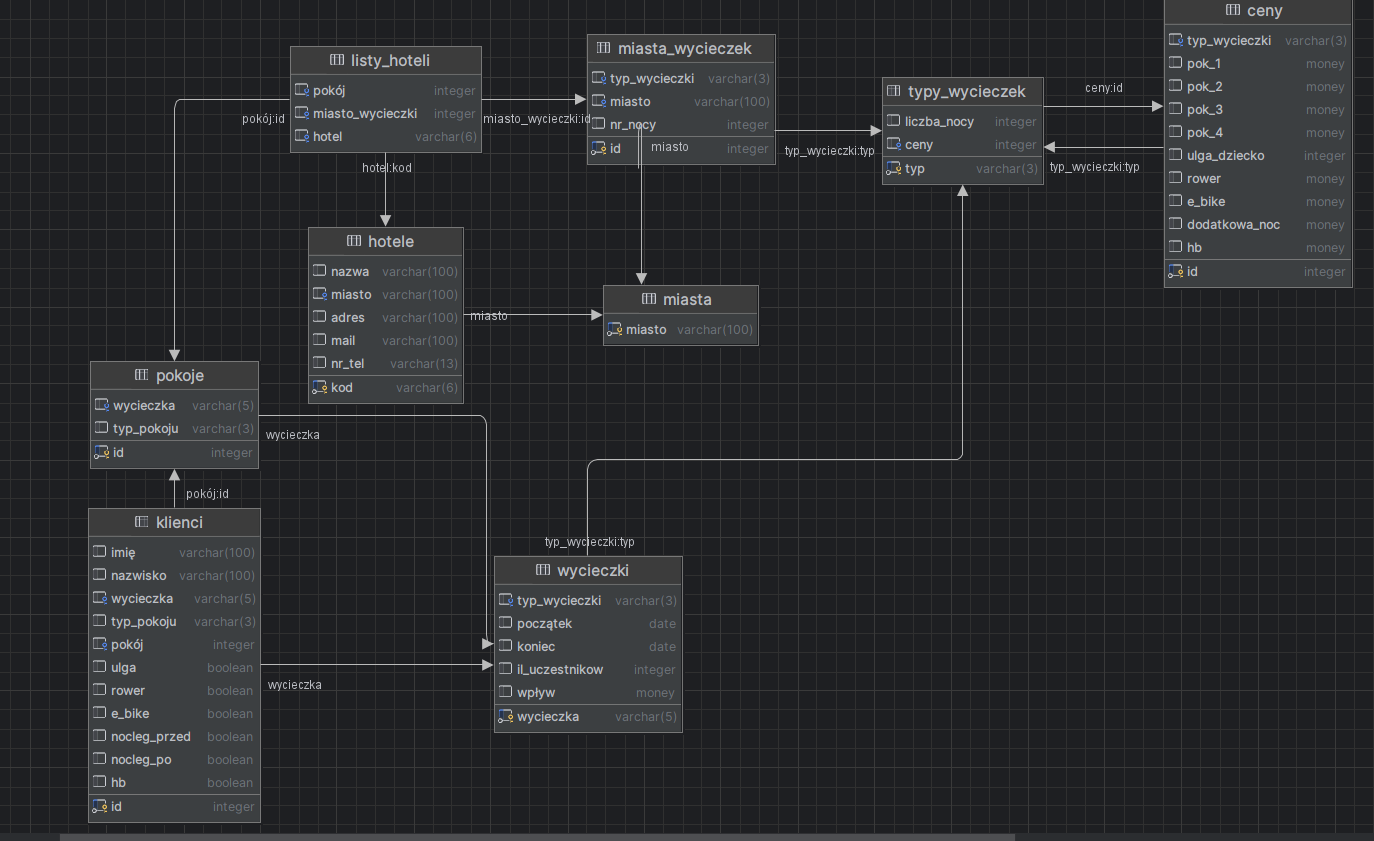 ceny
typ_wycieczki varchar(3)
pok_1 money
pok_2 money
pok_3 money
pok_4 money
ulga_dziecko integer
rower money
e_bike money
dodatkowa_noc money
hb money
id integer
listy_hoteli
pokój integer
miasto_wycieczki integer
hotel varchar(6)
miasta_wycieczek
typ_wycieczki varchar(3)
miasto varchar(100)
nr_nocy integer
id integer
typy_wycieczek
liczba_nocy integer
ceny integer
typ varchar(3)
ceny:id
typ_wycieczki:typ
typ_wycieczki:typ
miasto
miasto_wycieczki:id
pokój:id
hotel:kod
hotele
nazwa varchar(100)
miasto varchar(100)
adres varchar(100)
mail varchar(100)
nr_tel varchar(13)
kod varchar(6)
miasto
miasta
miasto varchar(100)
pokoje
wycieczka varchar(5)
typ_pokoju varchar(3)
id integer
wycieczka
pokój:id
klienci
imię varchar(100)
nazwisko varchar(100)
wycieczka varchar(5)
typ_pokoju varchar(3)
pokój integer
ulga boolean
rower boolean
e_bike boolean
nocleg_przed boolean
nocleg_po boolean
hb boolean
id integer
wycieczka
typ_wycieczki:typ
wycieczki
typ_wycieczki varchar(3)
początek date
koniec date
il_uczestnikow integer
wpływ money
wycieczka varchar(5)